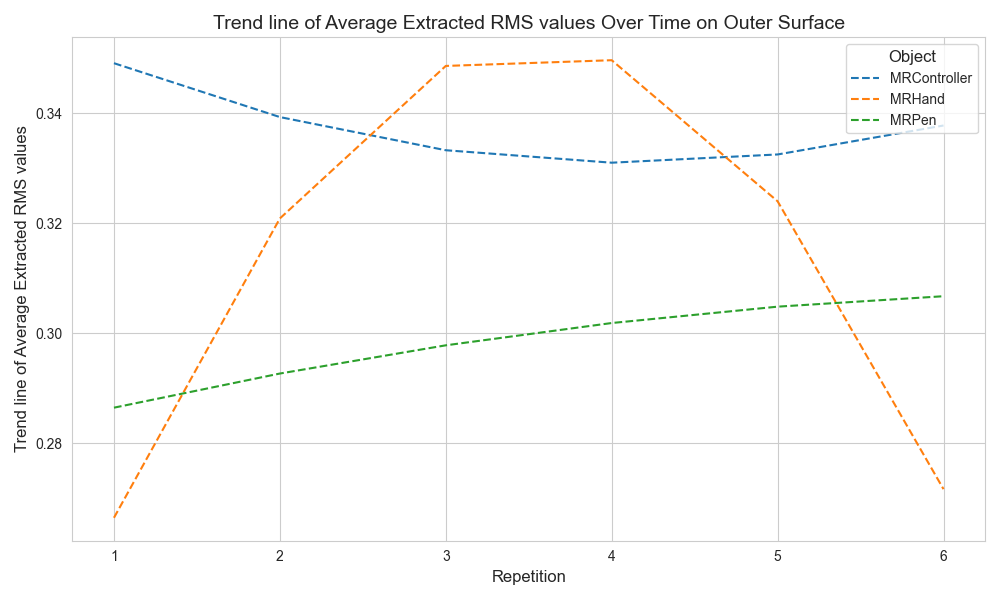 Trend line of Average Extracted RMS values Over Time on Outer Surface
Trend line of Average Extracted RMS values
0.34
0.32
0.30
0.28
Object
MRController
MRHand
MRPen
1 2 3 4 5 6
Repetition